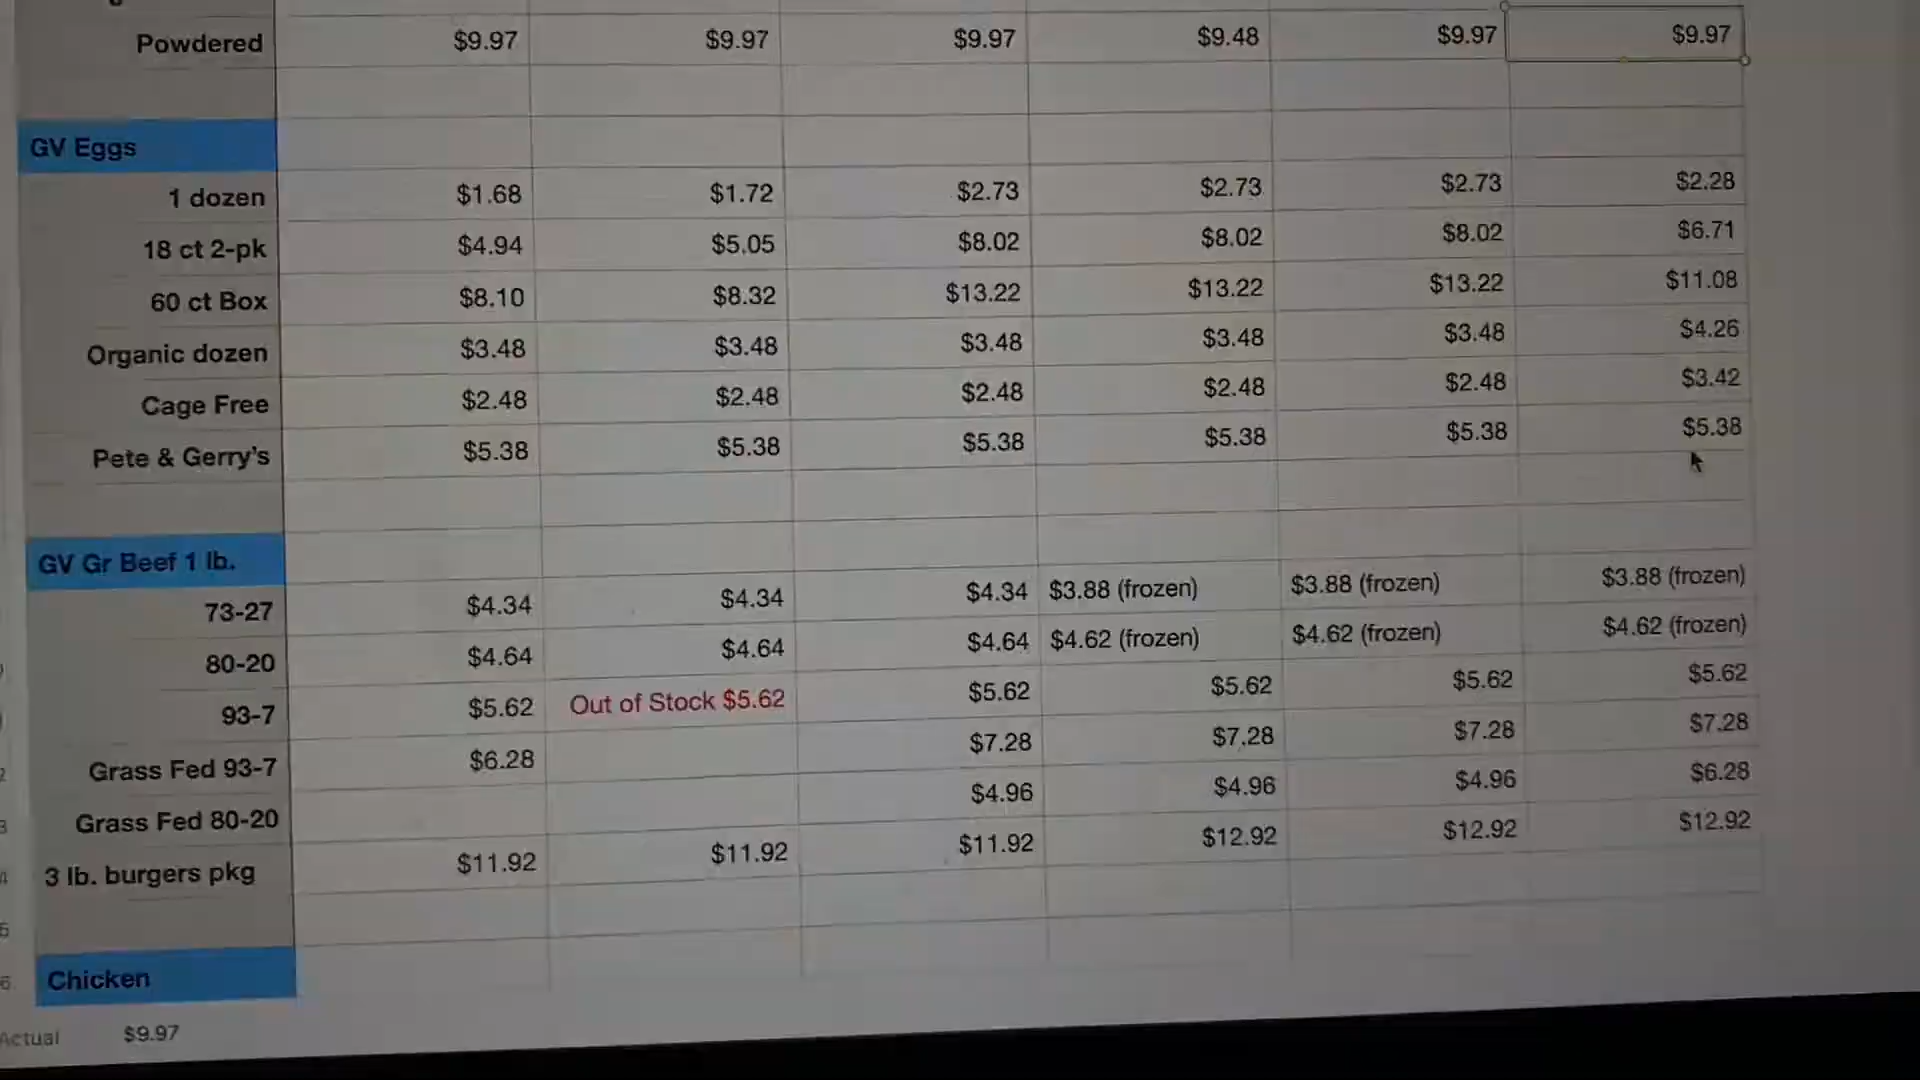 Powdered $9.97 $9.97 $9.97 $9.48 $9.97 $9.97
GV Eggs
1 dozen $1.68 $1.72 $2.73 $2.73 $2.73 $2.28
18 ct 2-pk $4.94 $5.05 $8.02 $8.02 $8.02 $6.71
60 ct Box $8.10 $8.32 $13.22 $13.22 $13.22 $11.08
Organic dozen $3.48 $3.48 $3.48 $3.48 $3.48 $4.26
Cage Free $2.48 $2.48 $2.48 $2.48 $2.48 $3.42
Pete & Gerry's $5.38 $5.38 $5.38 $5.38 $5.38 $5.38
GV Gr Beef 1 lb.
73-27 $4.34 $4.34 $4.34 $3.88 (frozen) $3.88 (frozen) $3.88 (frozen)
80-20 $4.64 $4.64 $4.64 $4.62 (frozen) $4.62 (frozen) $4.62 (frozen)
93-7 $5.62 Out of Stock $5.62 $5.62 $5.62 $5.62 $5.62
Grass Fed 93-7 $6.28 $7.28 $7.28 $7.28 $7.28
Grass Fed 80-20 $4.96 $4.96 $4.96 $6.28
3 lb. burgers pkg $11.92 $11.92 $11.92 $12.92 $12.92 $12.92
Chicken
Actual $9.97